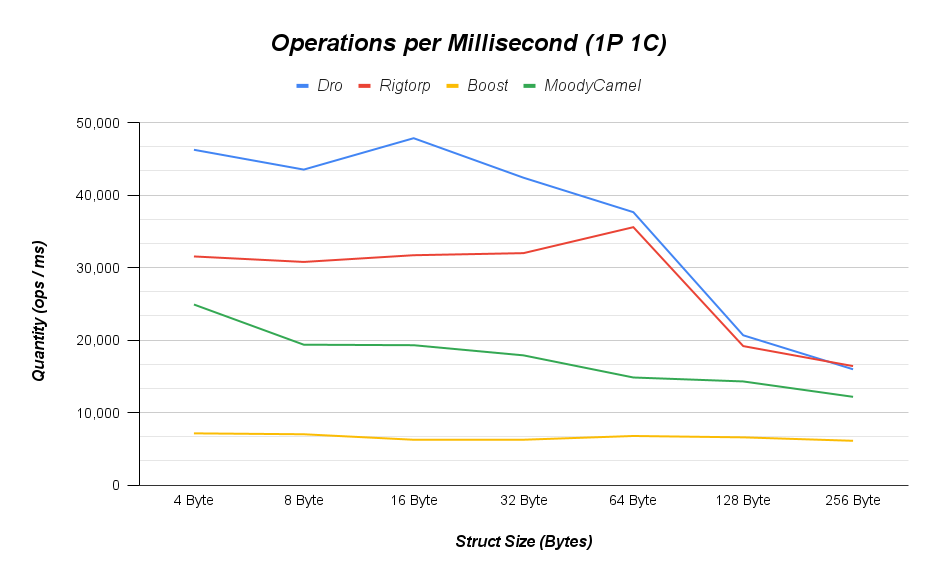 Operations per Millisecond (1P 1C)
Dro Rigtorp Boost MoodyCamel
50,000
40,000
30,000
20,000
10,000
0
Quantity (ops / ms)
4 Byte 8 Byte 16 Byte 32 Byte 64 Byte 128 Byte 256 Byte
Struct Size (Bytes)